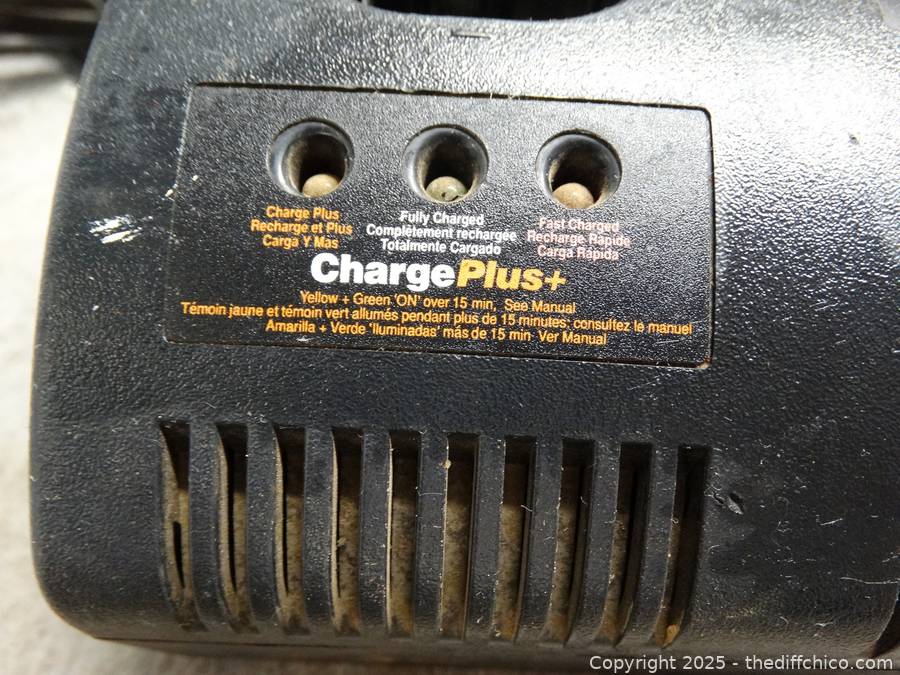 Charge Plus
Recharge et Plus
Carga Y Mas
Fully Charged
Complètement rechargée
Totalmente Cargado
Fast Charged
Recharge Rapide
Carga Rápida
ChargePlus+
Yellow + Green 'ON' over 15 min, See Manual
Témoin jaune et témoin vert allumés pendant plus de 15 minutes; consultez le manuel
Amarilla + Verde 'Iluminadas' más de 15 min Ver Manual
Copyright 2025 - thediffchico.com